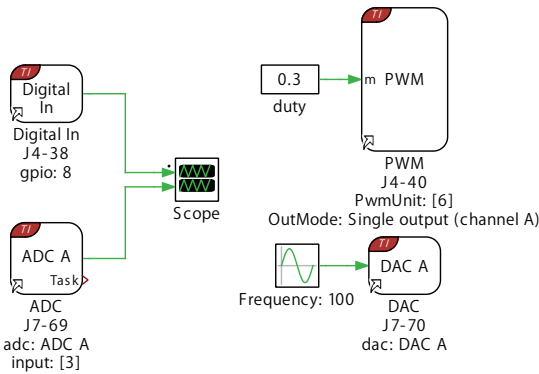 TI
Digital
In
Digital In
J4-38
gpio: 8
TI
ADC A
Task
ADC
J7-69
adc: ADC A
input: [3]
Scope
0.3
duty
TI
m PWM
PWM
J4-40
PwmUnit: [6]
OutMode: Single output (channel A)
Frequency: 100
TI
DAC A
DAC
J7-70
dac: DAC A